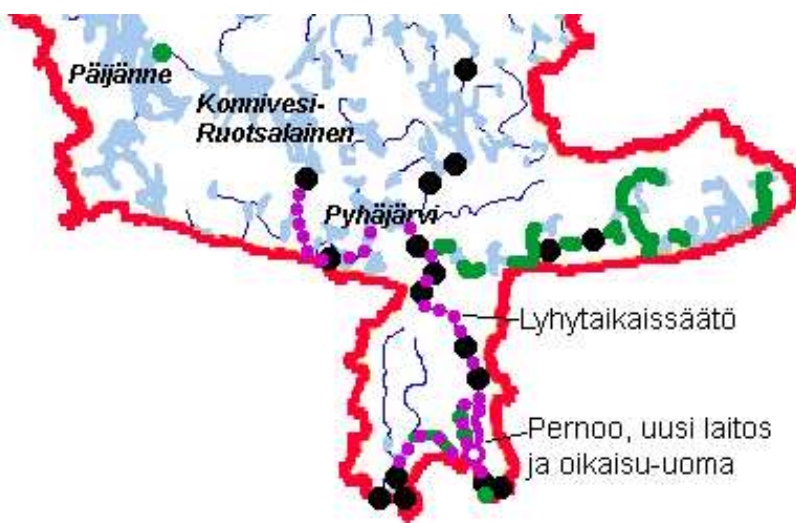 Päijänne
Konnivesi-
Ruotsalainen
Pyhäjärvi
Lyhytaikaissäätö
Pernoo, uusi laitos
ja oikaisu-uoma